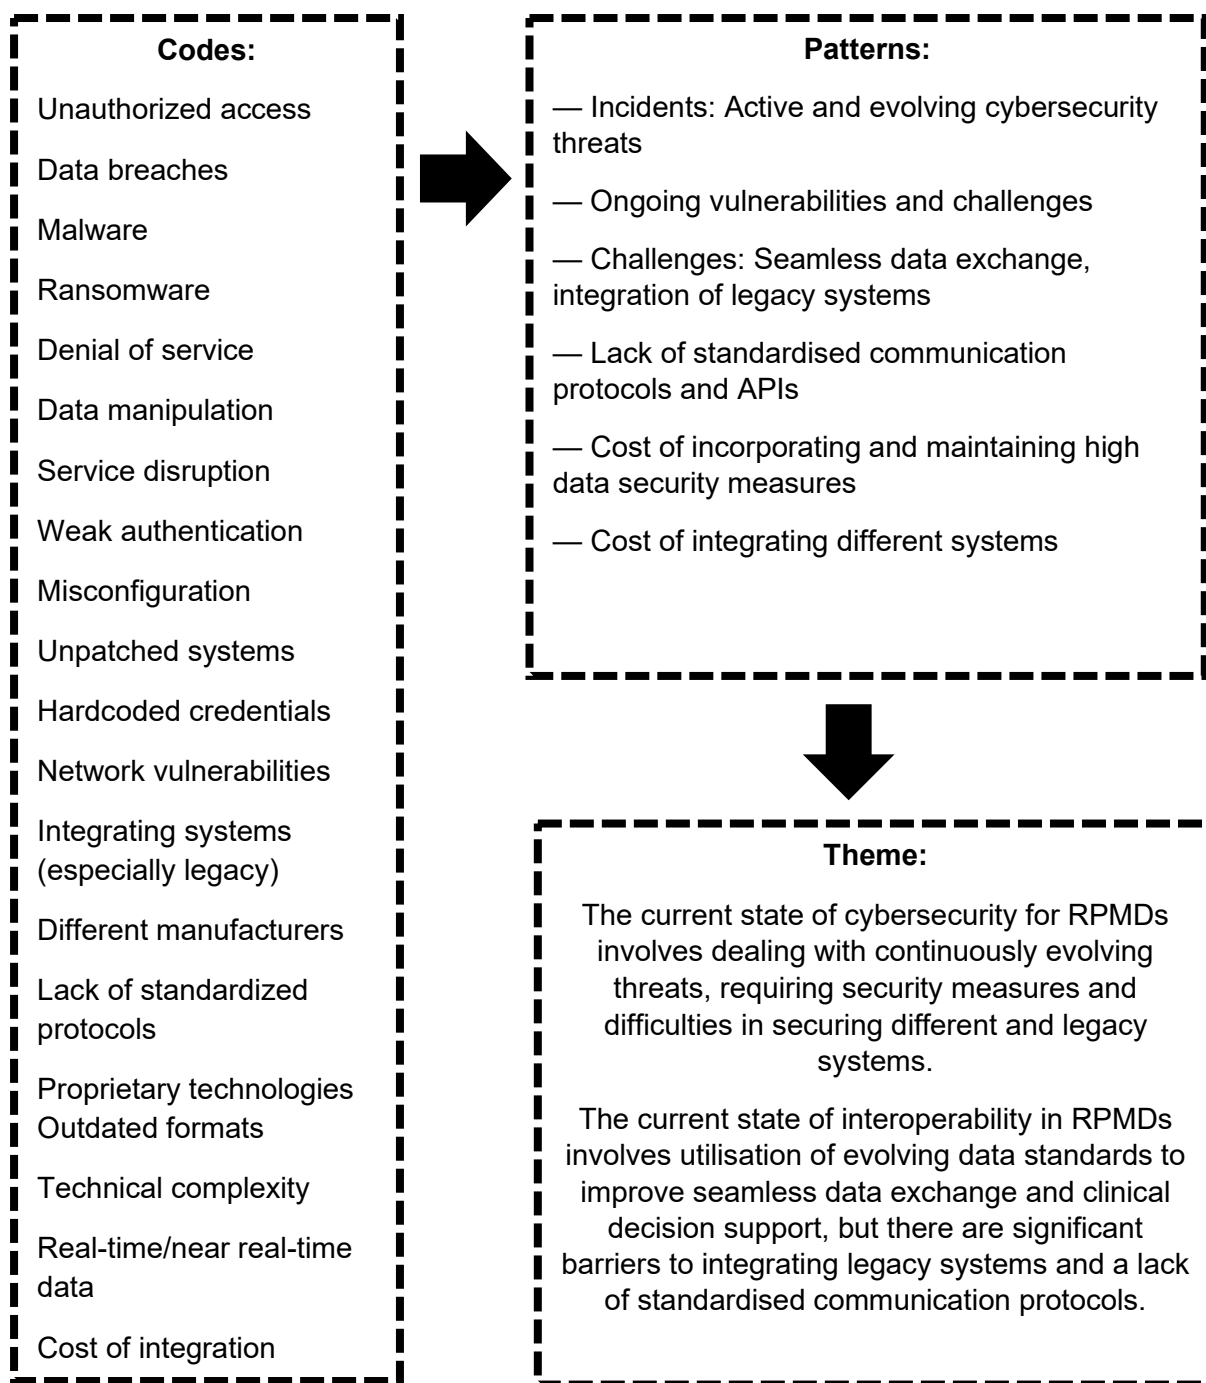 Codes:
Unauthorized access
Data breaches
Malware
Ransomware
Denial of service
Data manipulation
Service disruption
Weak authentication
Misconfiguration
Unpatched systems
Hardcoded credentials
Network vulnerabilities
Integrating systems
(especially legacy)
Different manufacturers
Lack of standardized
protocols
Proprietary technologies
Outdated formats
Technical complexity
Real-time/near real-time
data
Cost of integration
Patterns:
— Incidents: Active and evolving cybersecurity
threats
— Ongoing vulnerabilities and challenges
— Challenges: Seamless data exchange,
integration of legacy systems
— Lack of standardised communication
protocols and APIs
— Cost of incorporating and maintaining high
data security measures
— Cost of integrating different systems
Theme:
The current state of cybersecurity for RPMDs
involves dealing with continuously evolving
threats, requiring security measures and
difficulties in securing different and legacy
systems.
The current state of interoperability in RPMDs
involves utilisation of evolving data standards to
improve seamless data exchange and clinical
decision support, but there are significant
barriers to integrating legacy systems and a lack
of standardised communication protocols.